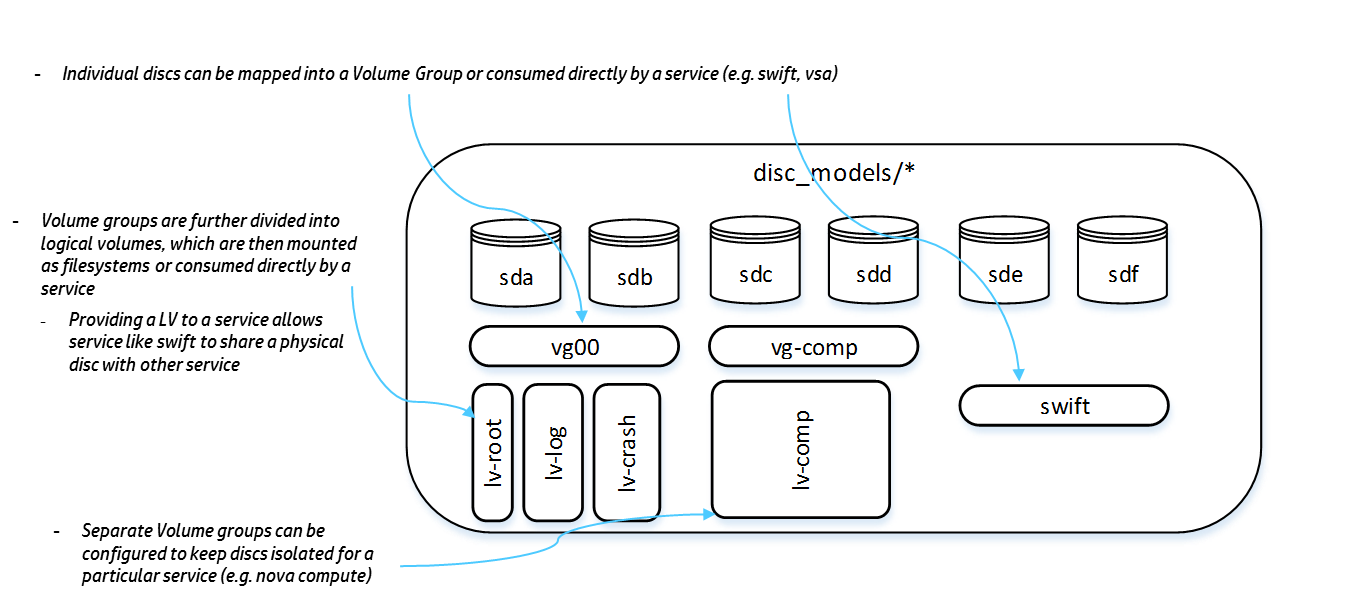 - Individual discs can be mapped into a Volume Group or consumed directly by a service (e.g. swift, vsa)
disc_models/*
- Volume groups are further divided into
logical volumes, which are then mounted
as filesystems or consumed directly by a
service
- Providing a LV to a service allows
service like swift to share a physical
disc with other service
sda sdb sdc sdd sde sdf
vg00 vg-comp
swift
lv-root lv-log lv-crash lv-comp
- Separate Volume groups can be
configured to keep discs isolated for a
particular service (e.g. nova compute)